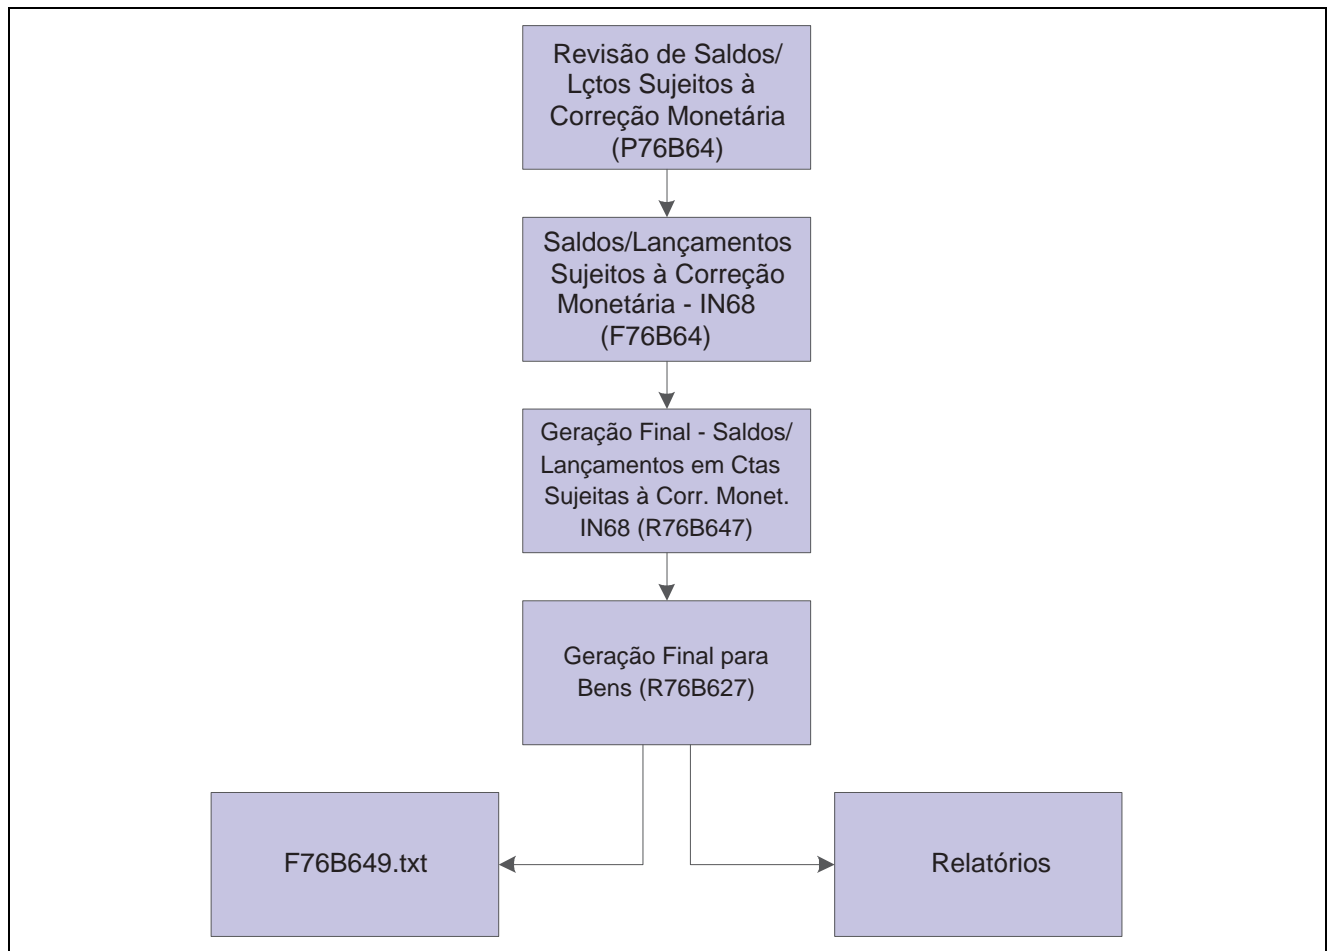 Revisão de Saldos/
Lçtos Sujeitos à
Correção Monetária
(P76B64)
Saldos/Lançamentos
Sujeitos à Correção
Monetária - IN68
(F76B64)
Geração Final - Saldos/
Lançamentos em Ctas
Sujeitas à Corr. Monet.
IN68 (R76B647)
Geração Final para
Bens (R76B627)
F76B649.txt
Relatórios